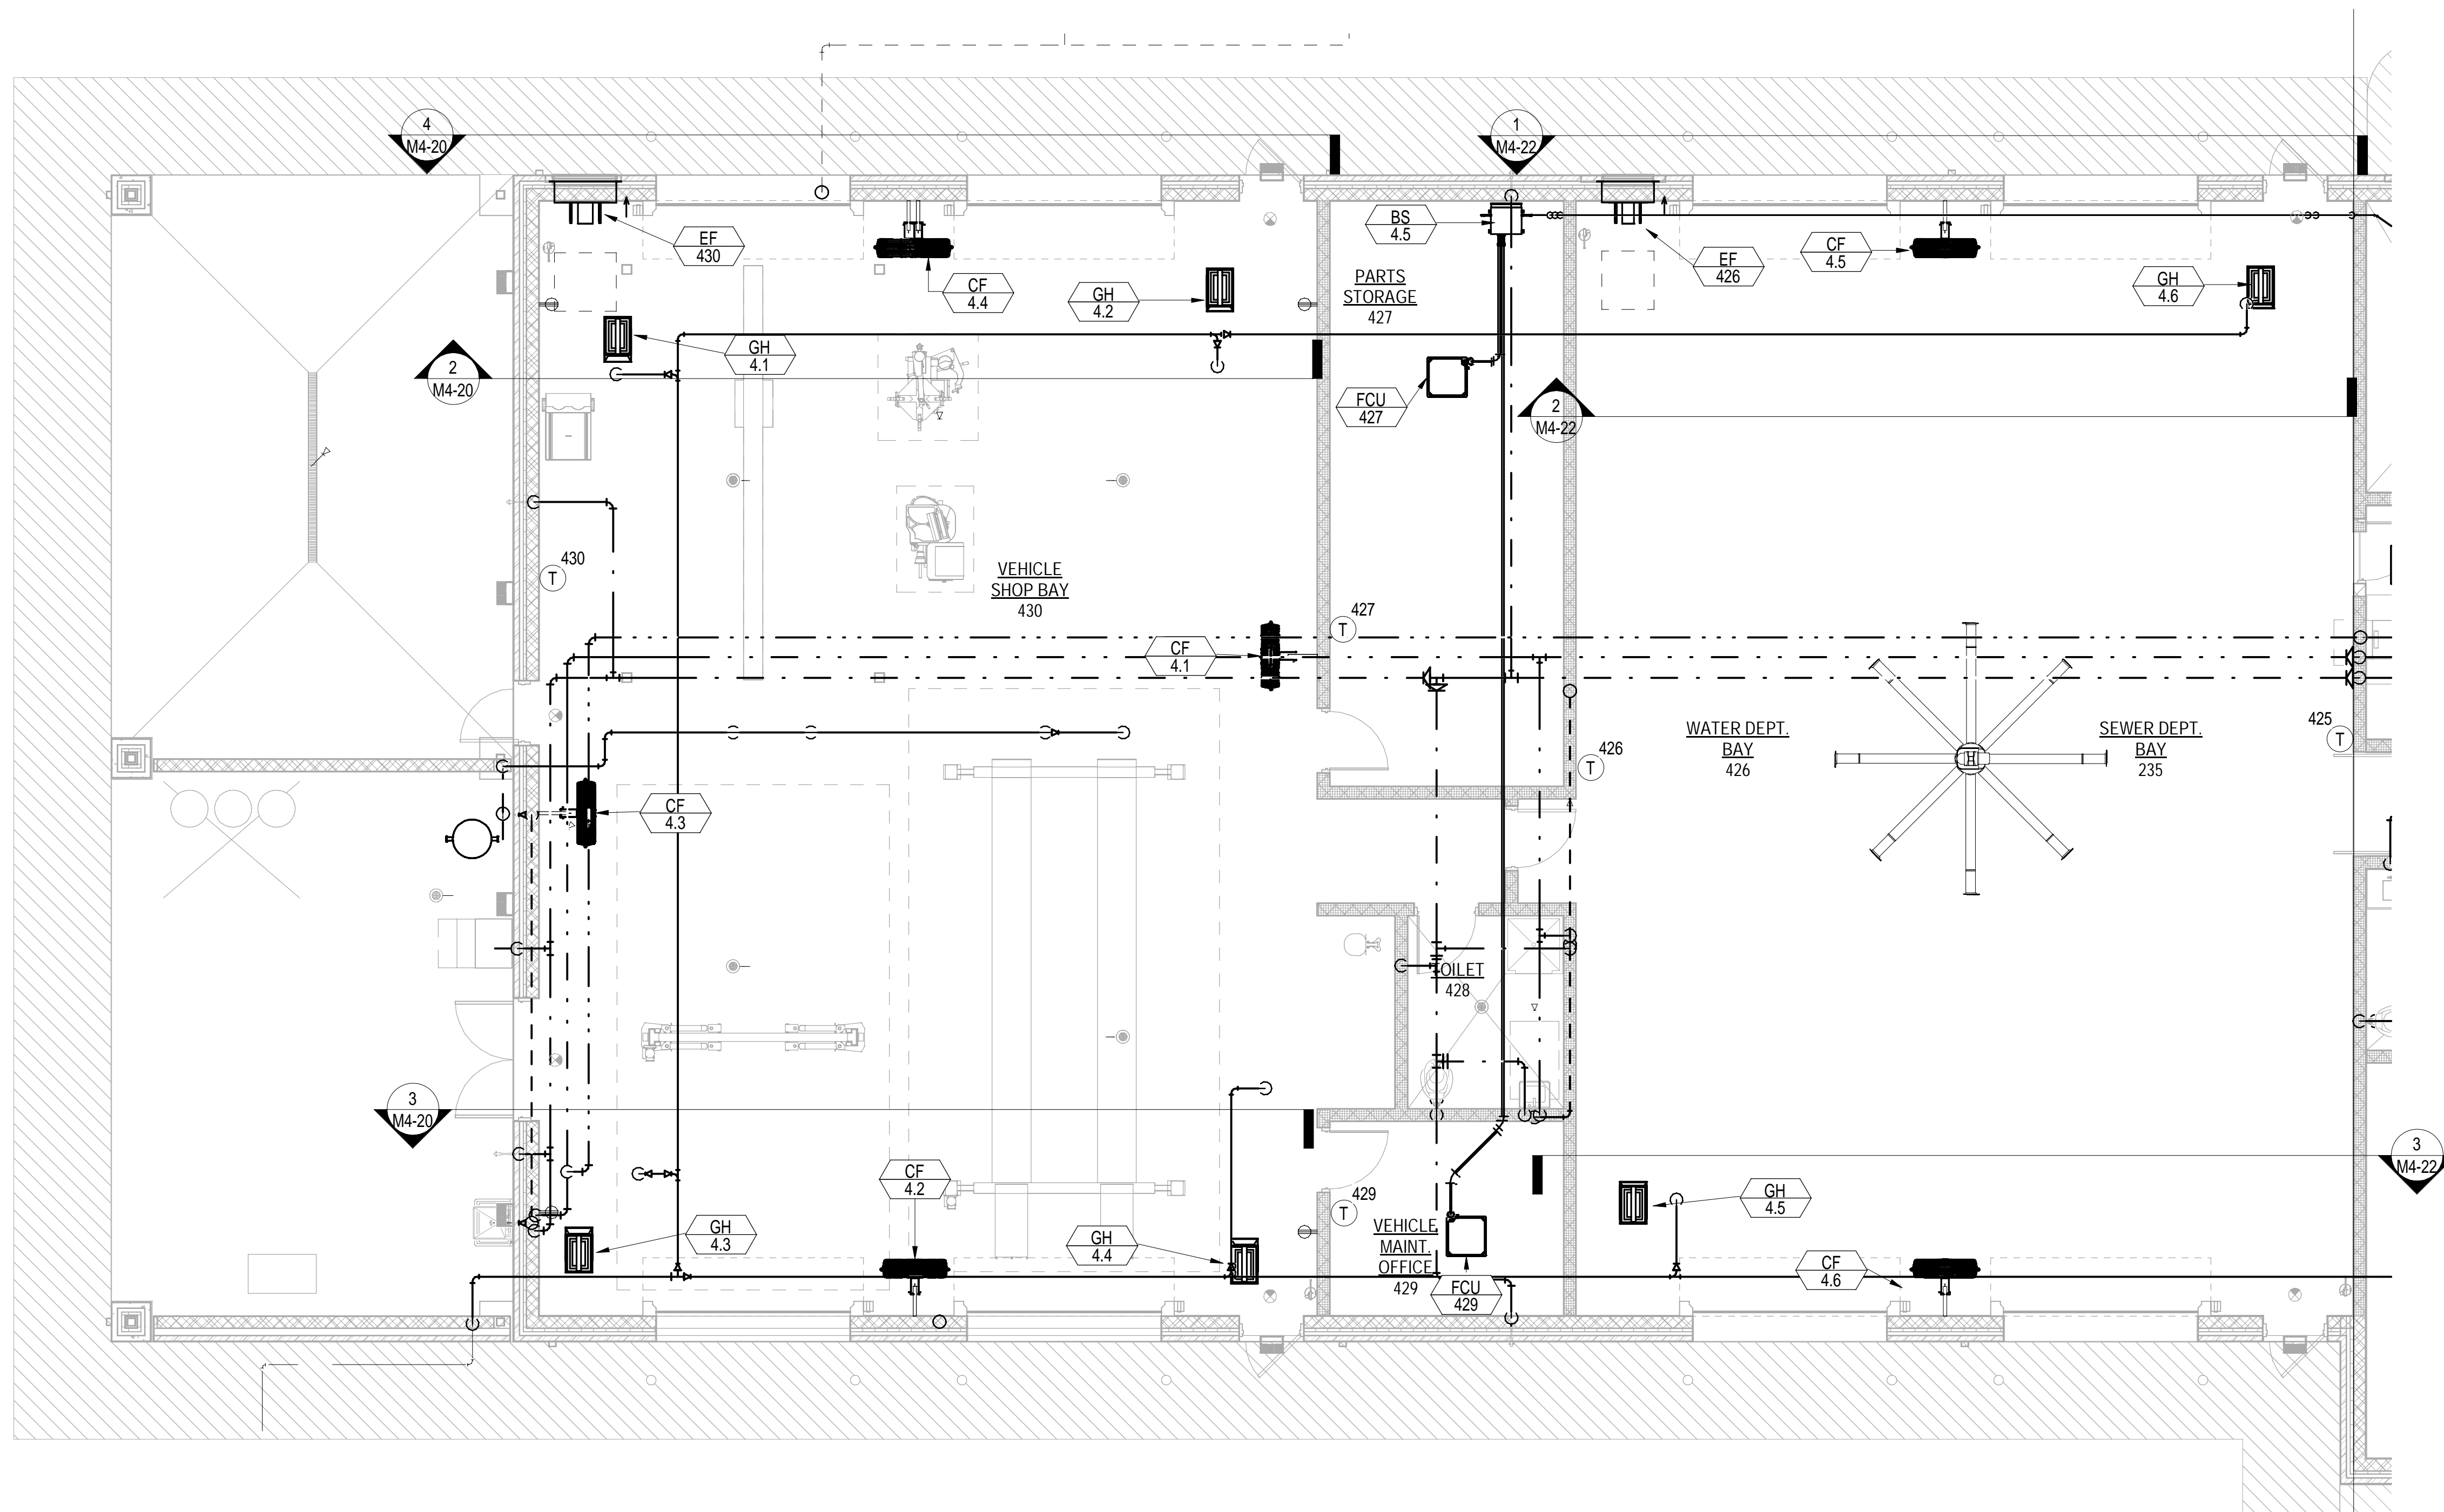 4
M4-20
1
M4-22
EF
430
CF
4.4
GH
4.2
BS
4.5
PARTS
STORAGE
427
EF
426
CF
4.5
GH
4.6
GH
4.1
2
M4-20
FCU
427
2
M4-22
430
T
VEHICLE
SHOP BAY
430
427
T
CF
4.1
WATER DEPT.
BAY
426
SEWER DEPT.
BAY
235
425
T
426
T
CF
4.3
OILET
428
3
M4-20
3
M4-22
CF
4.2
GH
4.3
GH
4.4
429
T
VEHICLE
MAINT.
OFFICE
429
FCU
429
GH
4.5
CF
4.6